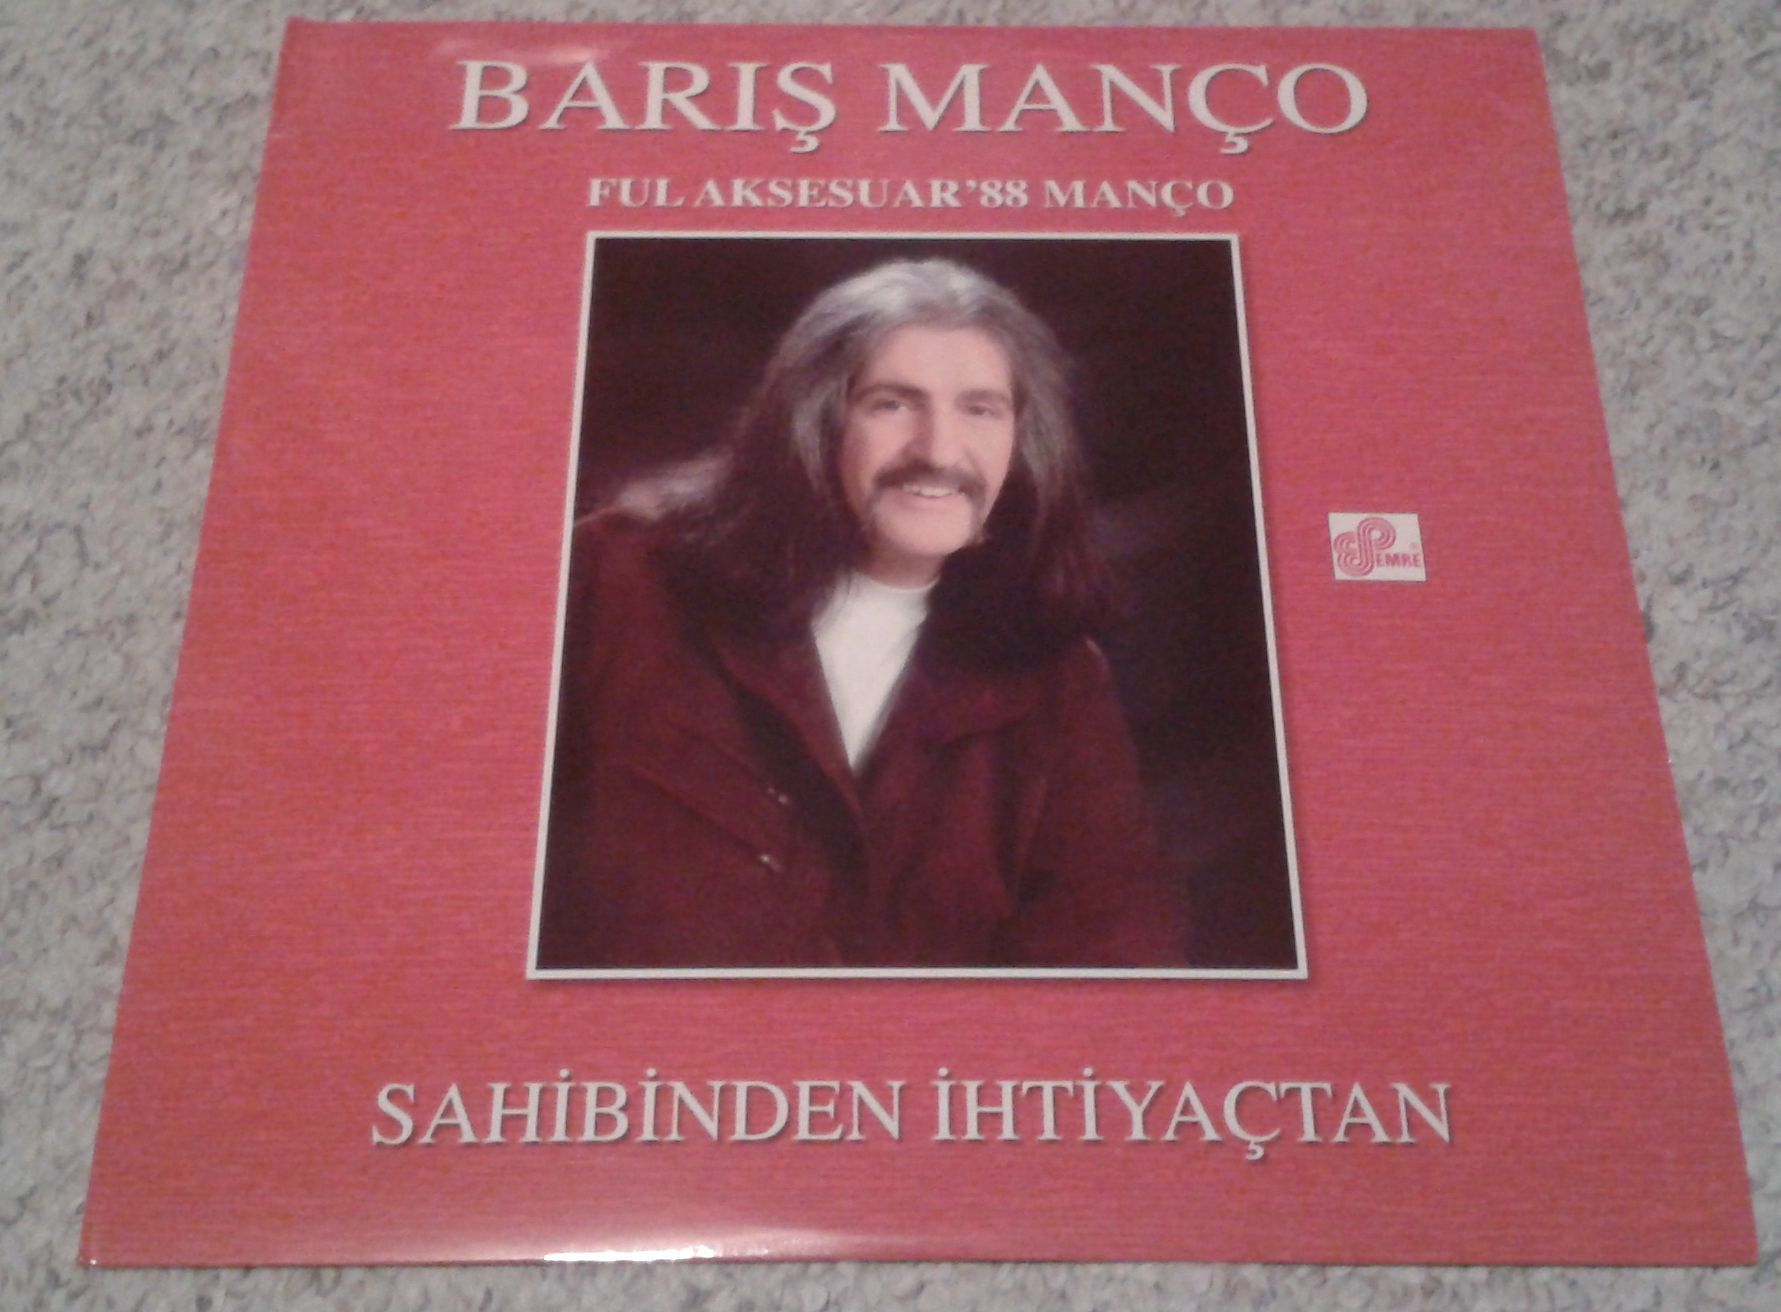 BARIŞ MANÇO
FUL AKSESUAR'88 MANÇO
EMRE
SAHİBİNDEN İHTİYAÇTAN